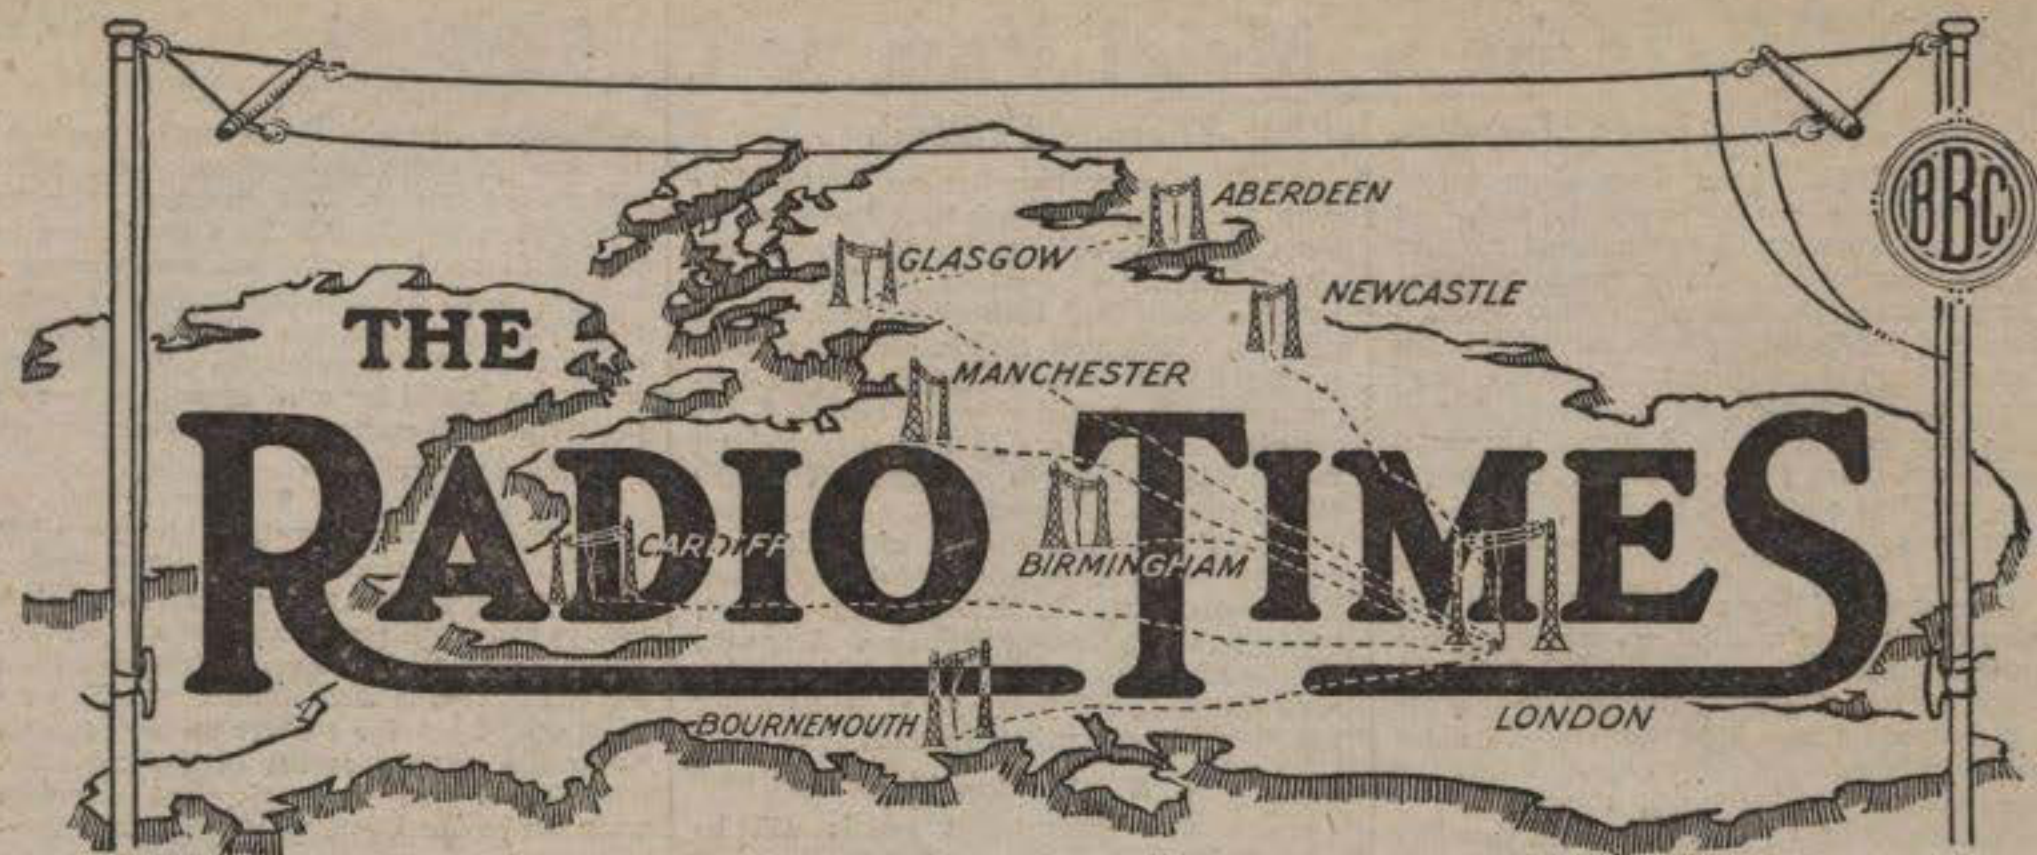 ABERDEEN
BBC
GLASGOW
NEWCASTLE
THE
MANCHESTER
RADIO TIMES
CARDIFF
BIRMINGHAM
BOURNEMOUTH
LONDON